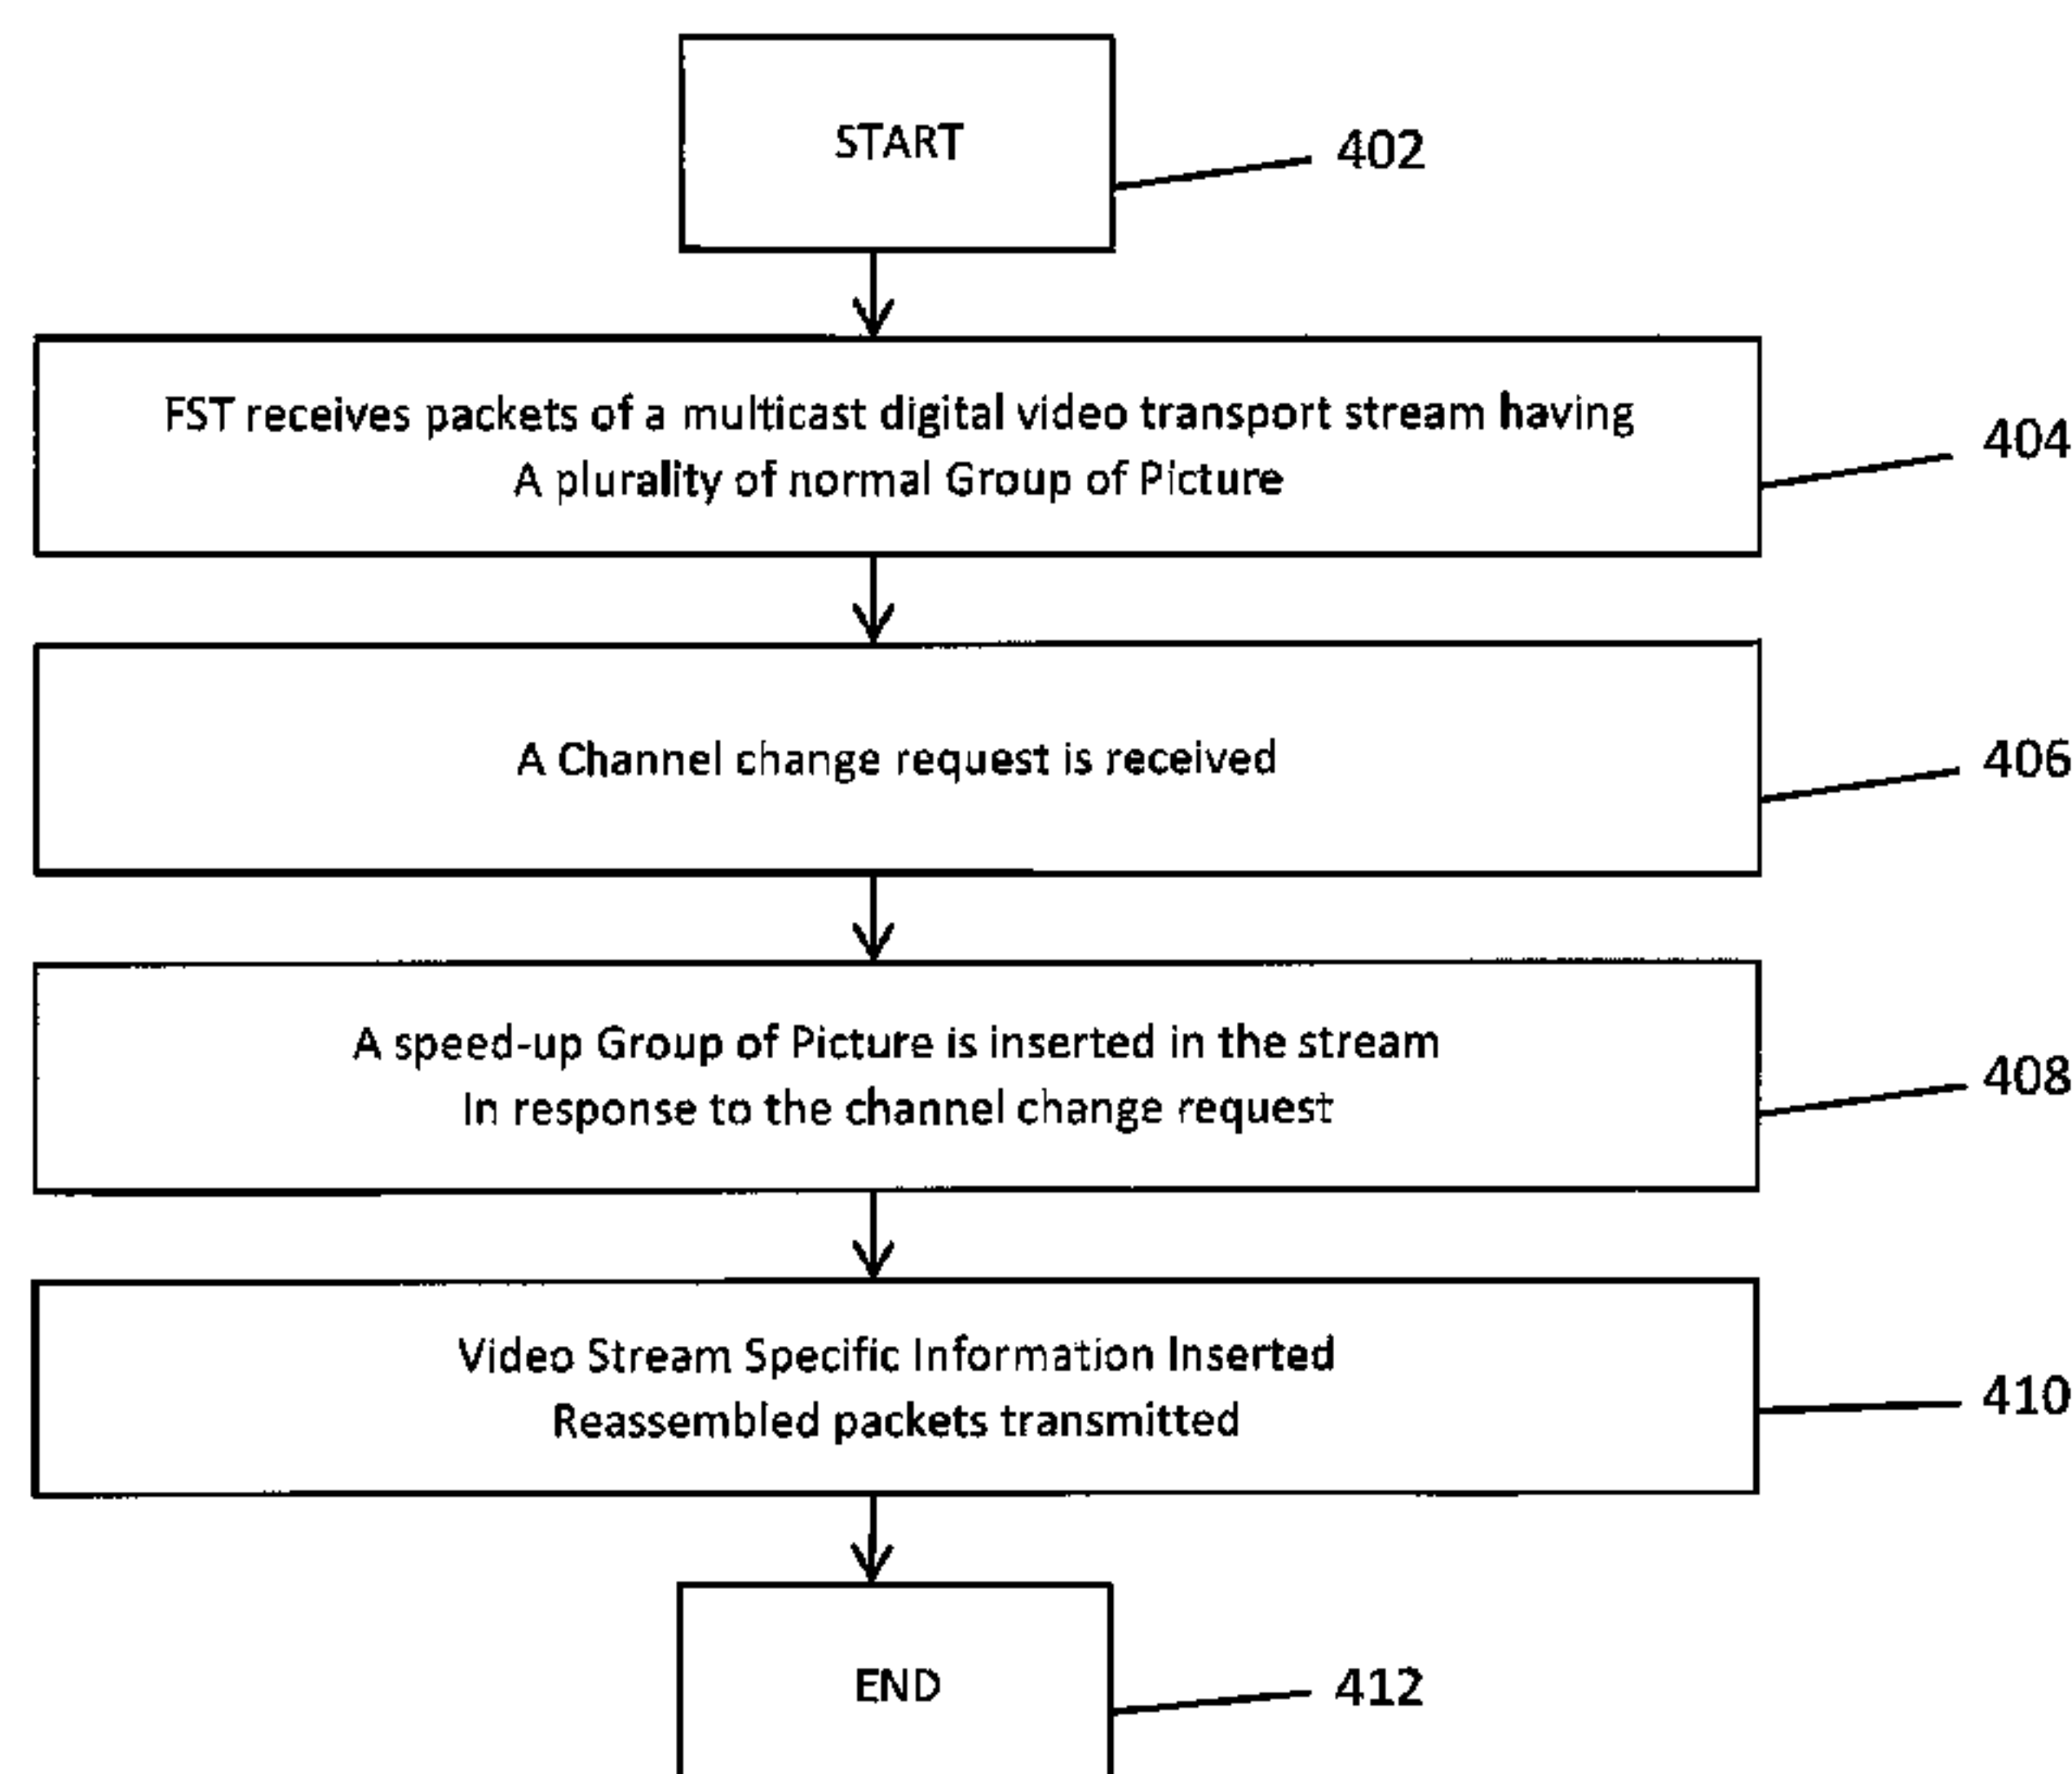 START
402
FST receives packets of a multicast digital video transport stream having
A plurality of normal Group of Picture
404
A Channel change request is received
406
A speed-up Group of Picture is inserted in the stream
In response to the channel change request
408
Video Stream Specific Information Inserted
Reassembled packets transmitted
410
END
412